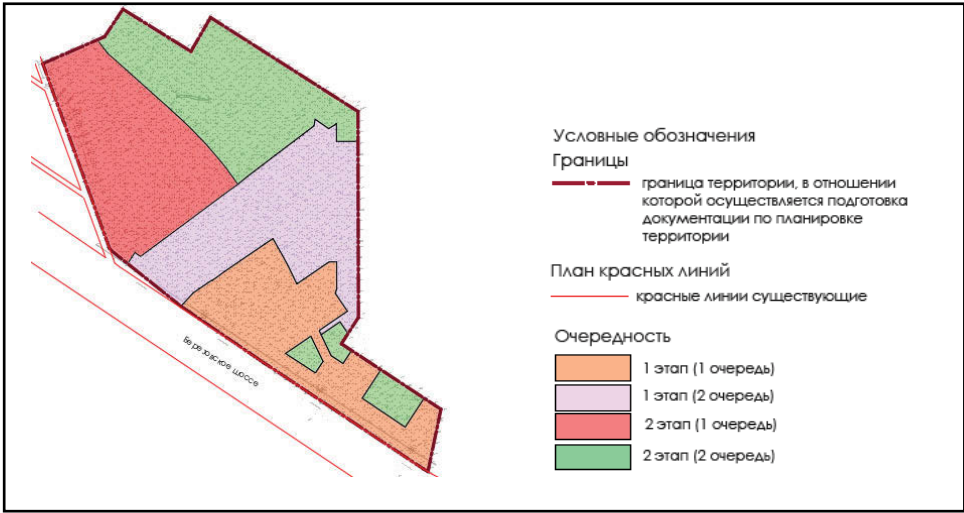 Условные обозначения
Границы
граница территории, в отношении
которой осуществляется подготовка
документации по планировке
территории
План красных линий
красные линии существующие
Очередность
1 этап (1 очередь)
1 этап (2 очередь)
2 этап (1 очередь)
2 этап (2 очередь)
Березовское шоссе